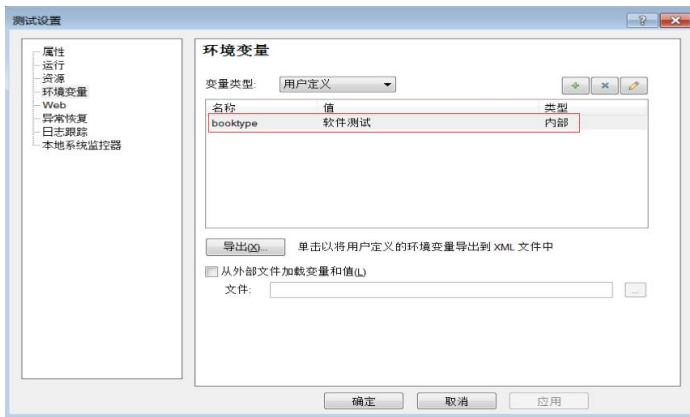 测试设置
属性
运行
资源
环境变量
Web
异常恢复
日志跟踪
本地系统监控器
环境变量
变量类型: 用户定义
名称 值 类型
booktype 软件测试 内部
导出(X)... 单击以将用户定义的环境变量导出到 XML 文件中
从外部文件加载变量和值(L)
文件:
...
确定 取消 应用